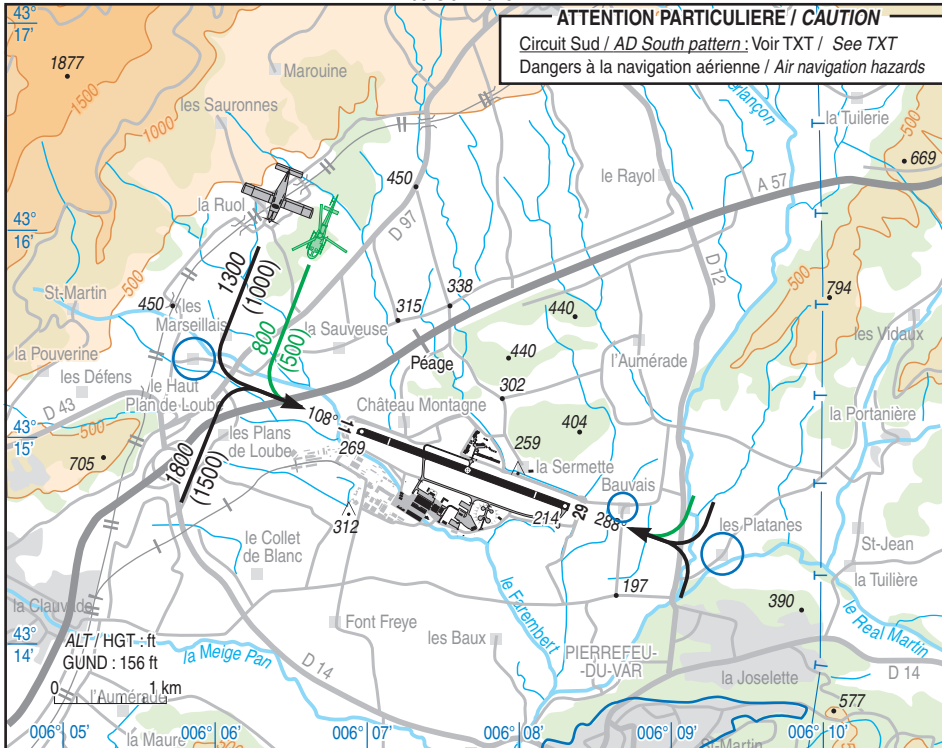 43°
17'
ATTENTION PARTICULIERE / CAUTION
Circuit Sud / AD South pattern : Voir TXT / See TXT
Dangers à la navigation aérienne / Air navigation hazards
1877
1500
1000
Marouine
les Sauronnes
la Tuilerie
500
669
450
le Rayol
A 57
la Ruol
D 97
43°
16'
D 12
500
1300
(1000)
500
St-Martin
450
les
Marseillais
315
338
440
794
les Vidaux
800
(500)
la Sauveuse
la Pouverine
Péage
440
l'Aumérade
les Défens
le Haut
Plan de Loube
302
D 43
Château Montagne
la Portanière
108°
11
404
43°
15'
500
269
259
les Plans
de Loube
705
la Sermette
1800
(1500)
Bauvais
29
214
288°
312
les Platanes
le Collet
de Blanc
St-Jean
la Tuilière
197
la Clauvade
le Farembert
390
Font Freye
le Real Martin
43°
14'
ALT / HGT : ft
GUND : 156 ft
les Baux
PIERREFEU-
DU-VAR
la Meige Pan
D 14
la Joselette
D 14
0
1 km
l'Aumérade
577
006° 05'
006° 06'
006° 07'
006° 08'
006° 09'
006° 10'
la Maure
St-Martin